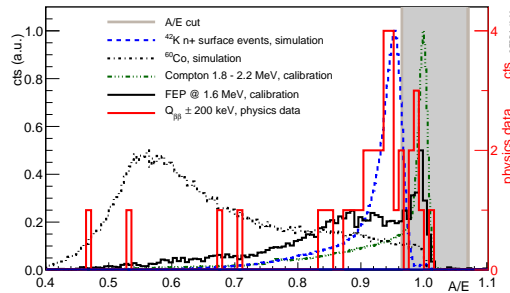 A/E cut
⁴²K n+ surface events, simulation
⁶⁰Co, simulation
Compton 1.8 - 2.2 MeV, calibration
FEP @ 1.6 MeV, calibration
Qββ ± 200 keV, physics data
cts (a.u.)
1.0
0.8
0.6
0.4
0.2
0.0
0.4 0.5 0.6 0.7 0.8 0.9 1.0 1.1
A/E
4
2
0
physics data cts